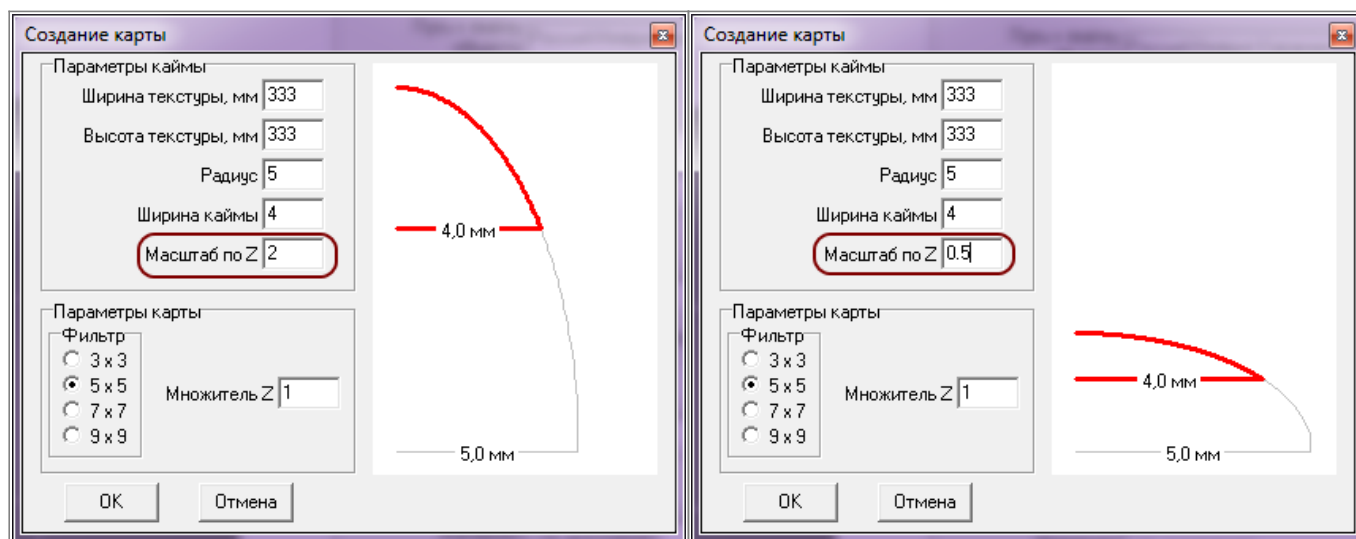 Создание карты
Параметры каймы
Ширина текстуры, мм 333
Высота текстуры, мм 333
Радиус 5
Ширина каймы 4
Масштаб по Z 2
4,0 мм
Параметры карты
Фильтр
3 x 3
5 x 5
7 x 7
9 x 9
Множитель Z 1
5,0 мм
OK Отмена
Создание карты
Параметры каймы
Ширина текстуры, мм 333
Высота текстуры, мм 333
Радиус 5
Ширина каймы 4
Масштаб по Z 0.5
Параметры карты
Фильтр
3 x 3
5 x 5
7 x 7
9 x 9
Множитель Z 1
4,0 мм
5,0 мм
OK Отмена